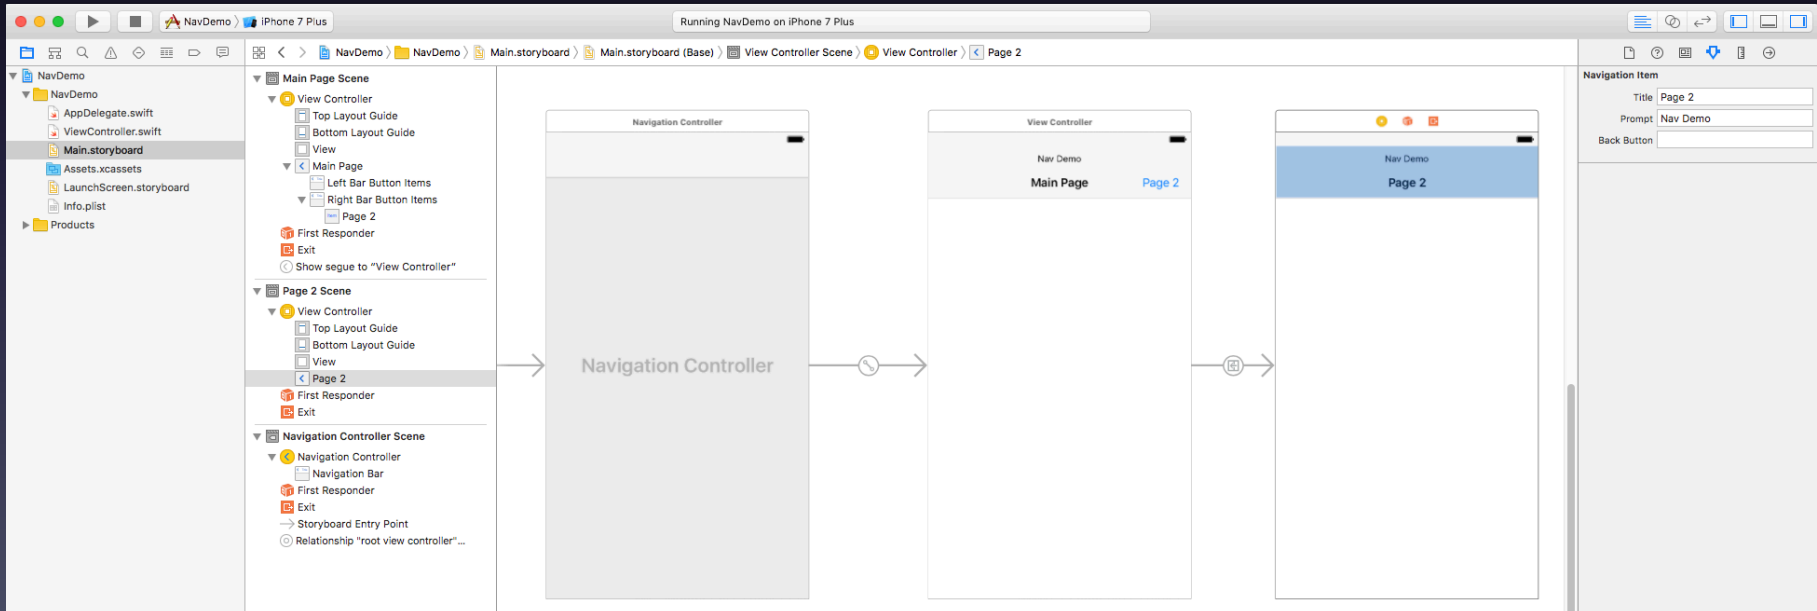 NavDemo iPhone 7 Plus
Running NavDemo on iPhone 7 Plus
NavDemo NavDemo Main.storyboard Main.storyboard (Base) View Controller Scene View Controller Page 2
NavDemo
NavDemo
AppDelegate.swift
ViewController.swift
Main.storyboard
Assets.xcassets
LaunchScreen.storyboard
Info.plist
Products
Main Page Scene
View Controller
Top Layout Guide
Bottom Layout Guide
View
Main Page
Left Bar Button Items
Right Bar Button Items
Page 2
First Responder
Exit
Show segue to "View Controller"
Page 2 Scene
View Controller
Top Layout Guide
Bottom Layout Guide
View
Page 2
First Responder
Exit
Navigation Controller Scene
Navigation Controller
Navigation Bar
First Responder
Exit
Storyboard Entry Point
Relationship "root view controller"...
Navigation Controller
Navigation Controller
View Controller
Nav Demo
Main Page Page 2
Nav Demo
Page 2
Navigation Item
Title Page 2
Prompt Nav Demo
Back Button